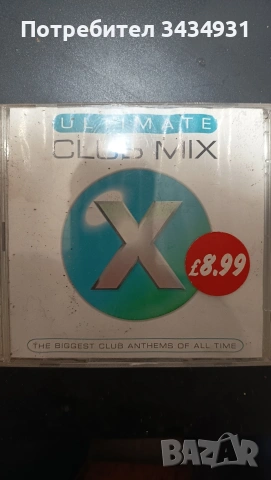 Потребител 3434931
ULTIMATE
CLUB MIX
X
£8.99
THE BIGGEST CLUB ANTHEMS OF ALL TIME
BAZAR